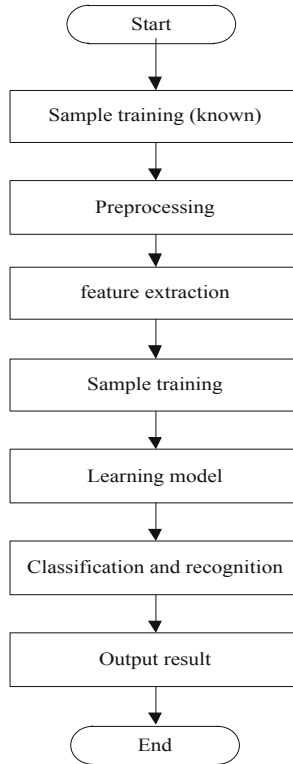 Start
Sample training (known)
Preprocessing
feature extraction
Sample training
Learning model
Classification and recognition
Output result
End